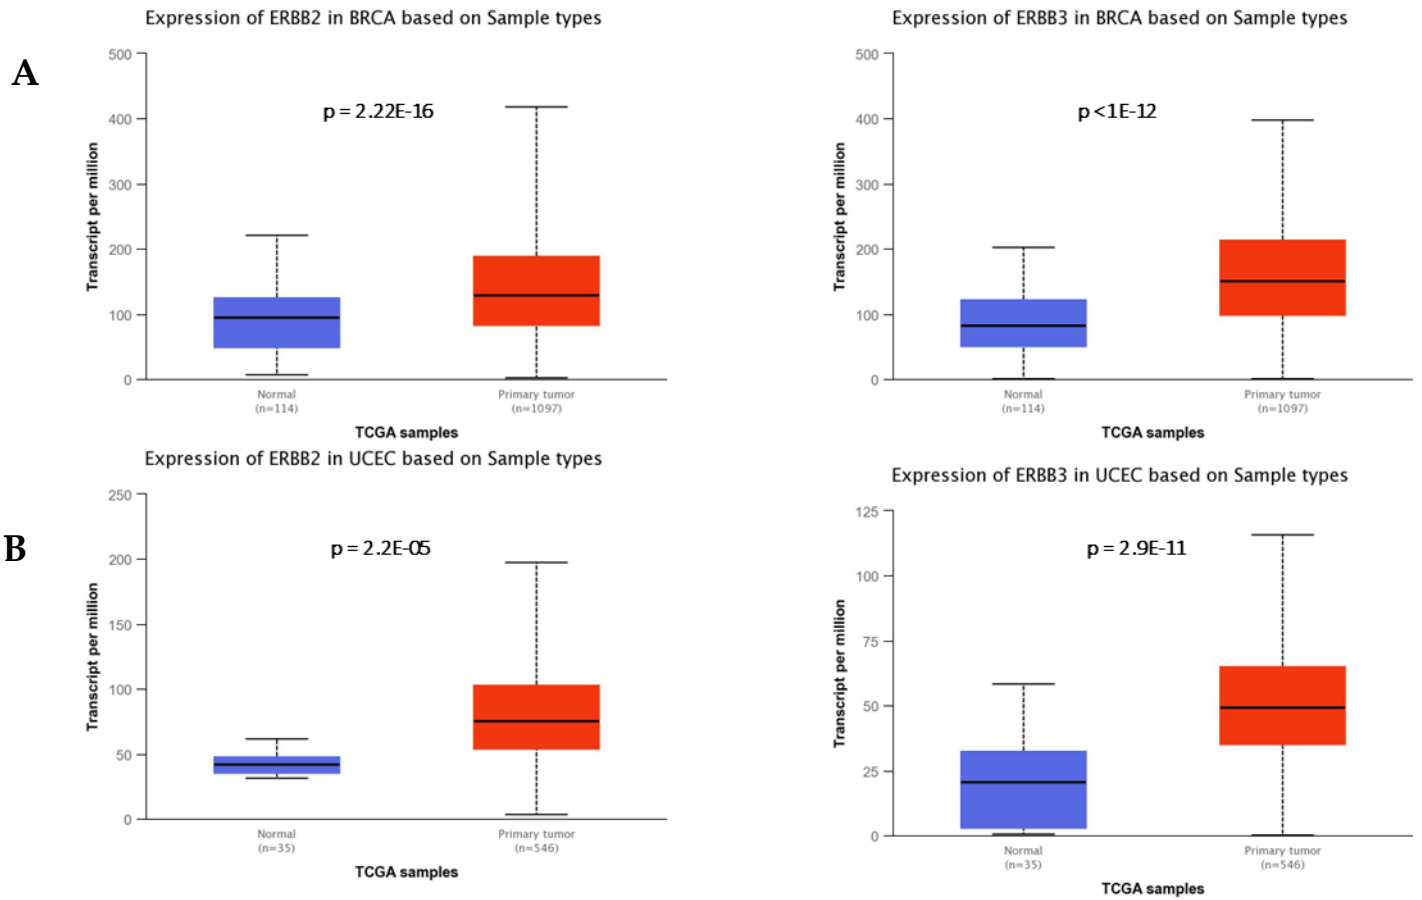 A
Expression of ERBB2 in BRCA based on Sample types
500
400
300
200
100
0
Transcript per million
p = 2.22E-16
Normal
(n=114)
Primary tumor
(n=1097)
TCGA samples
Expression of ERBB3 in BRCA based on Sample types
500
400
300
200
100
0
Transcript per million
p <1E-12
Normal
(n=114)
Primary tumor
(n=1097)
TCGA samples
B
Expression of ERBB2 in UCEC based on Sample types
250
200
150
100
50
0
Transcript per million
p = 2.2E-05
Normal
(n=35)
Primary tumor
(n=546)
TCGA samples
Expression of ERBB3 in UCEC based on Sample types
125
100
75
50
25
0
Transcript per million
p = 2.9E-11
Normal
(n=35)
Primary tumor
(n=546)
TCGA samples